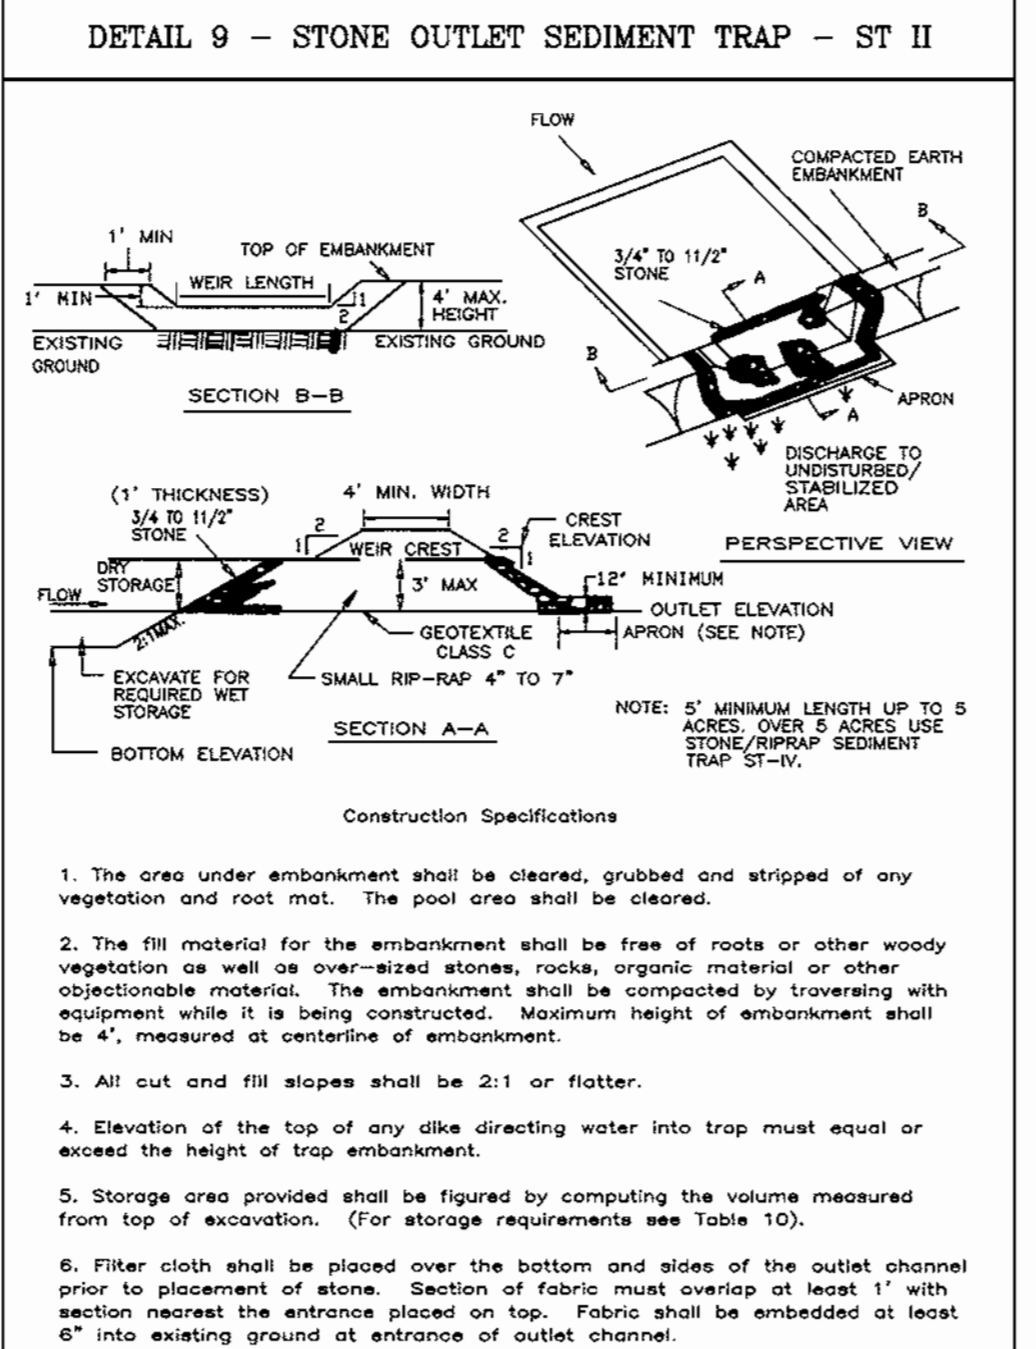 DETAIL 9 - STONE OUTLET SEDIMENT TRAP - ST II
FLOW
COMPACTED EARTH
EMBANKMENT
B
3/4" TO 11/2"
STONE
A
B
A
APRON
DISCHARGE TO
UNDISTURBED/
STABILIZED
AREA
PERSPECTIVE VIEW
1' MIN
TOP OF EMBANKMENT
WEIR LENGTH
1' MIN
1
2
4' MAX.
HEIGHT
EXISTING
GROUND
EXISTING GROUND
SECTION B-B
(1' THICKNESS)
3/4 TO 11/2"
STONE
4' MIN. WIDTH
2
1
WEIR CREST
2
1
CREST
ELEVATION
DRY
STORAGE
3' MAX
12" MINIMUM
FLOW
OUTLET ELEVATION
2:1 MAX.
GEOTEXTILE
CLASS C
APRON (SEE NOTE)
EXCAVATE FOR
REQUIRED WET
STORAGE
SMALL RIP-RAP 4" TO 7"
SECTION A-A
BOTTOM ELEVATION
NOTE: 5' MINIMUM LENGTH UP TO 5
ACRES. OVER 5 ACRES USE
STONE/RIPRAP SEDIMENT
TRAP ST-IV.
Construction Specifications
1. The area under embankment shall be cleared, grubbed and stripped of any
vegetation and root mat. The pool area shall be cleared.
2. The fill material for the embankment shall be free of roots or other woody
vegetation as well as over-sized stones, rocks, organic material or other
objectionable material. The embankment shall be compacted by traversing with
equipment while it is being constructed. Maximum height of embankment shall
be 4', measured at centerline of embankment.
3. All cut and fill slopes shall be 2:1 or flatter.
4. Elevation of the top of any dike directing water into trap must equal or
exceed the height of trap embankment.
5. Storage area provided shall be figured by computing the volume measured
from top of excavation. (For storage requirements see Table 10).
6. Filter cloth shall be placed over the bottom and sides of the outlet channel
prior to placement of stone. Section of fabric must overlap at least 1' with
section nearest the entrance placed on top. Fabric shall be embedded at least
6" into existing ground at entrance of outlet channel.